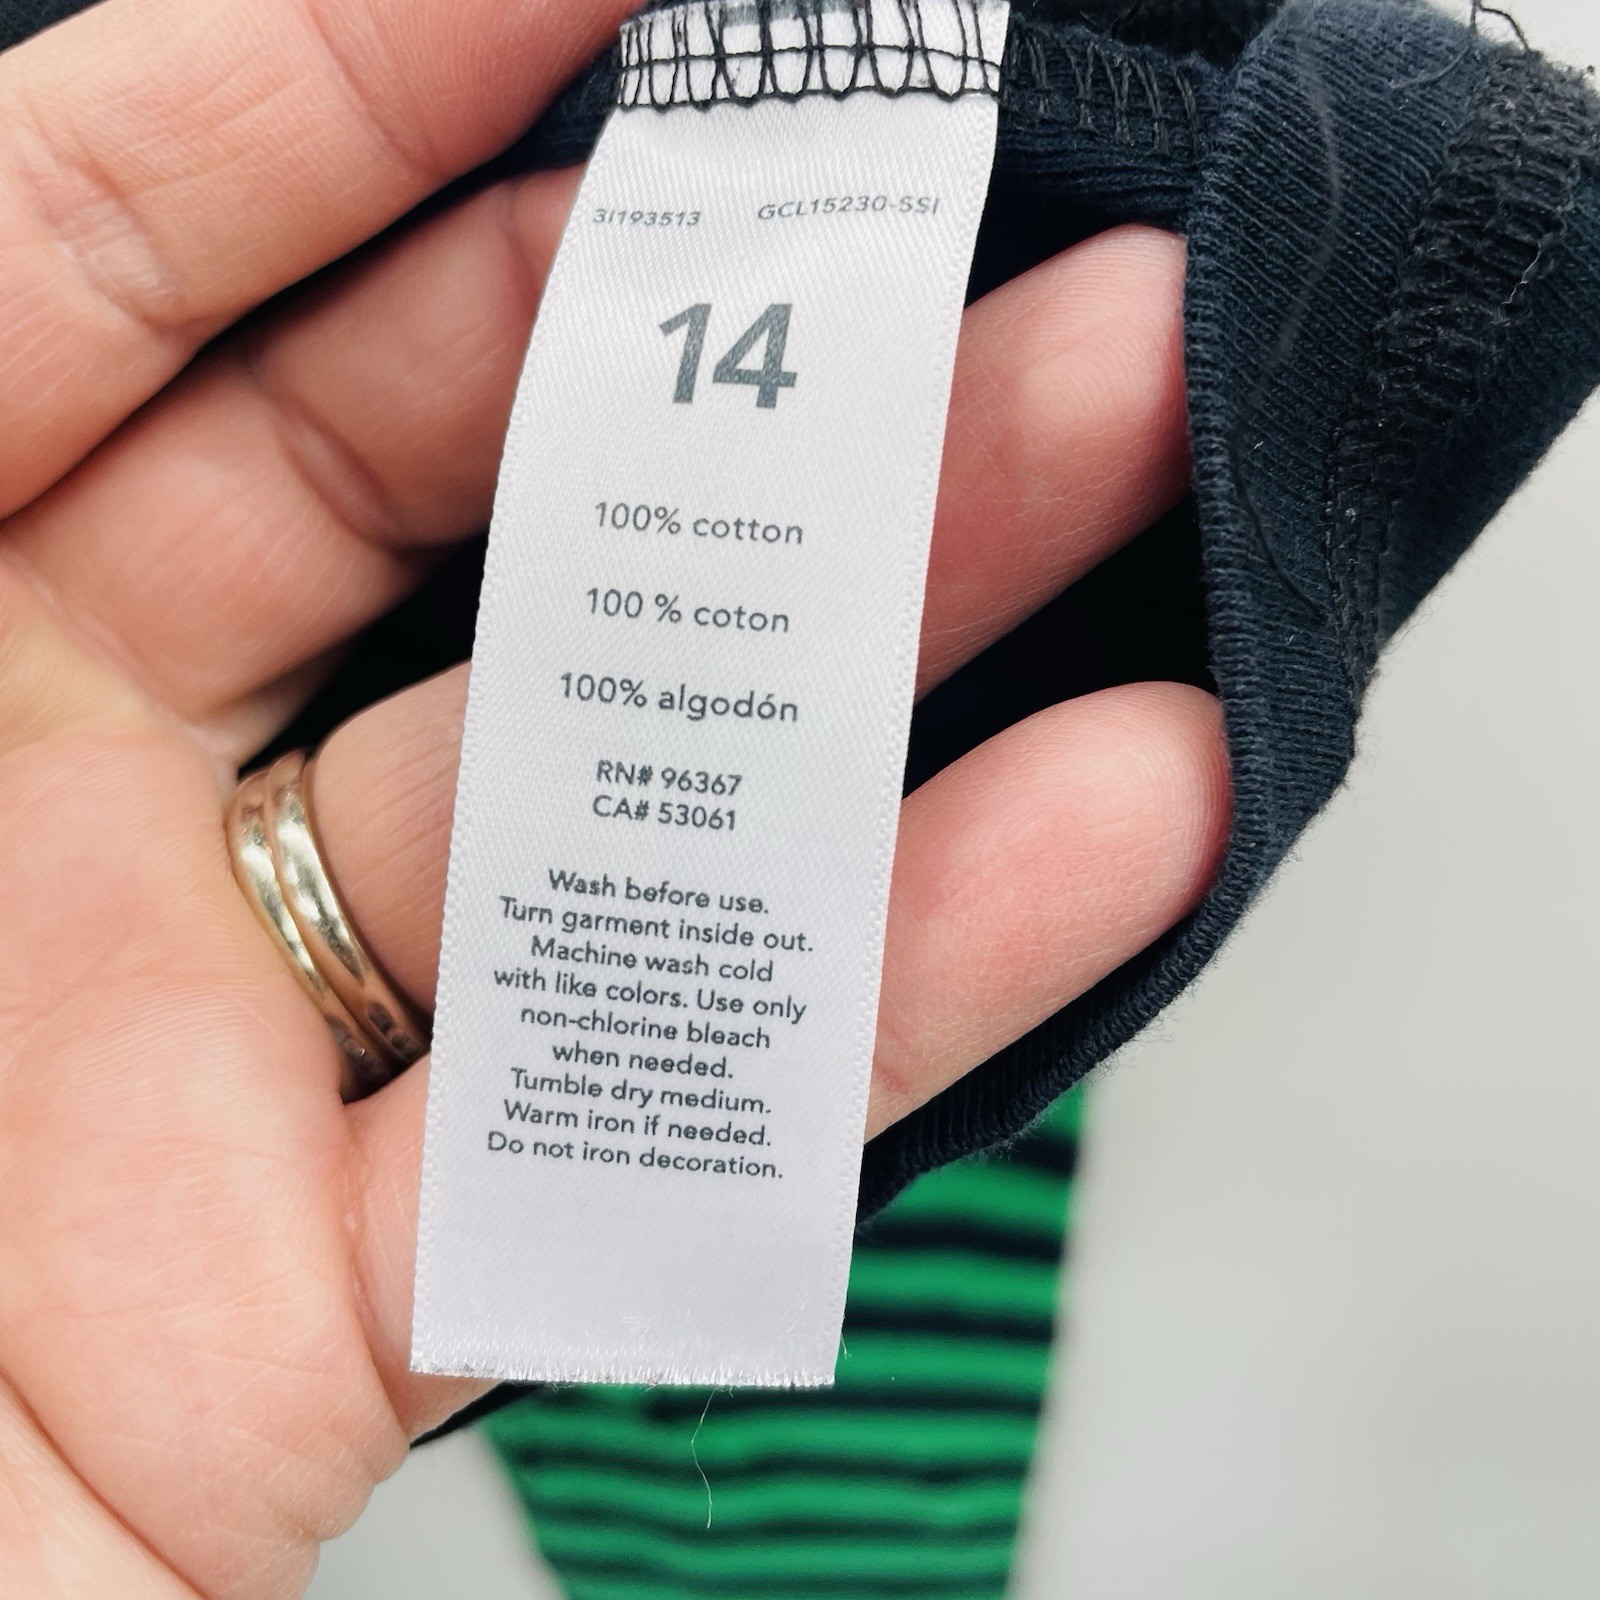 3I193513 GCL15230-SSI
14
100% cotton
100 % coton
100% algodón
RN# 96367
CA# 53061
Wash before use.
Turn garment inside out.
Machine wash cold
with like colors. Use only
non-chlorine bleach
when needed.
Tumble dry medium.
Warm iron if needed.
Do not iron decoration.